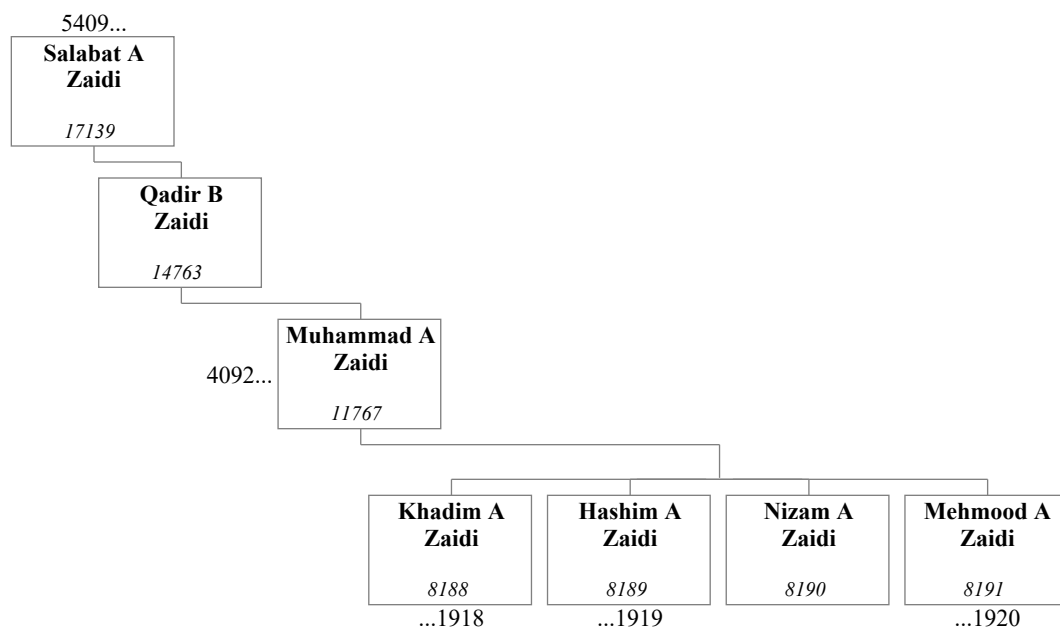 5409...
Salabat A
Zaidi
17139
Qadir B
Zaidi
14763
Muhammad A
Zaidi
4092...
11767
Khadim A
Zaidi
8188
...1918
Hashim A
Zaidi
8189
...1919
Nizam A
Zaidi
8190
Mehmood A
Zaidi
8191
...1920